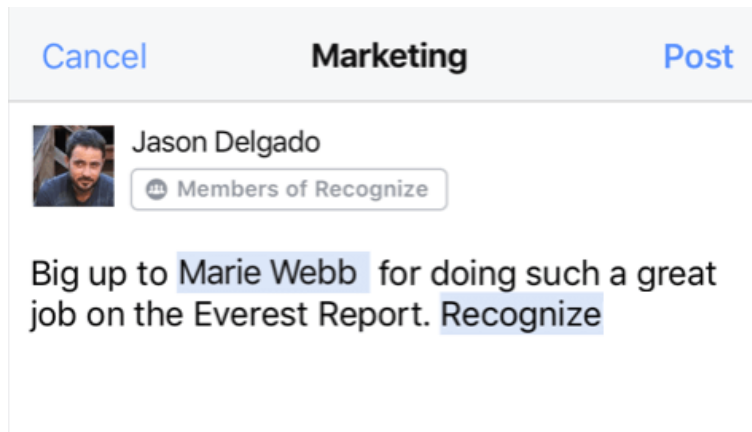 Cancel Marketing Post
Jason Delgado
Members of Recognize
Big up to Marie Webb for doing such a great
job on the Everest Report. Recognize